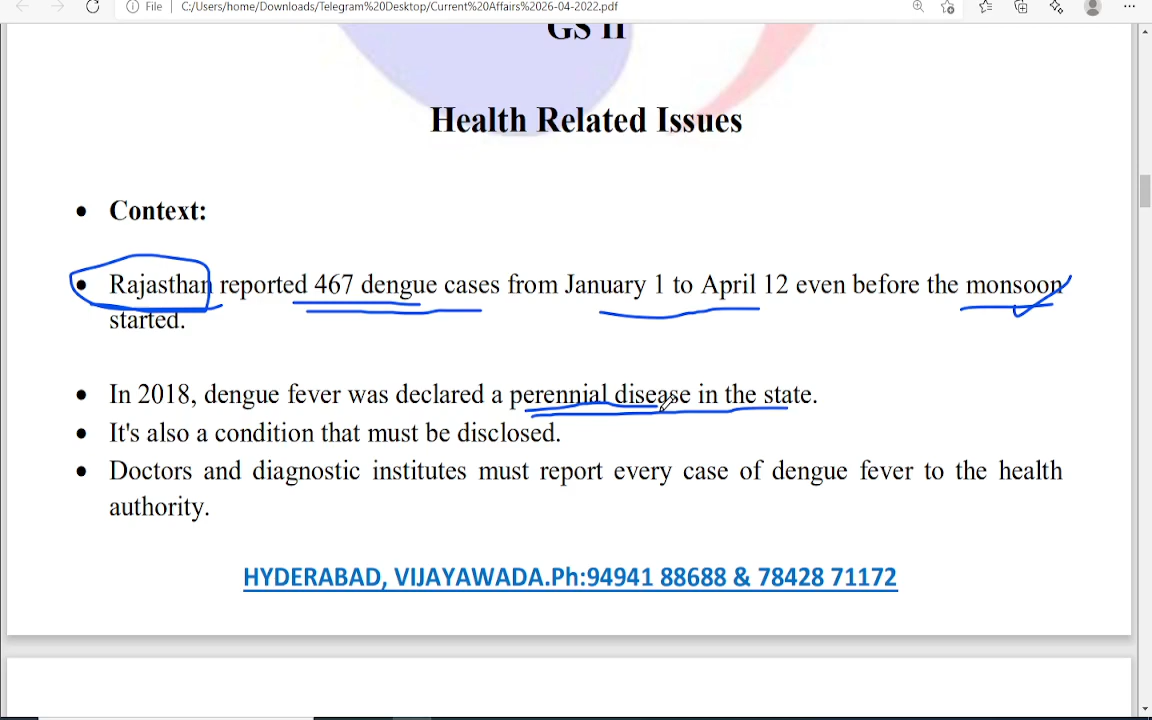 File C:/Users/home/Downloads/Telegram%20Desktop/Current%20Affairs%2026-04-2022.pdf
GS II
Health Related Issues
• Context:
• Rajasthan reported 467 dengue cases from January 1 to April 12 even before the monsoon
started.
• In 2018, dengue fever was declared a perennial disease in the state.
• It's also a condition that must be disclosed.
• Doctors and diagnostic institutes must report every case of dengue fever to the health
authority.
HYDERABAD, VIJAYAWADA.Ph:94941 88688 & 78428 71172